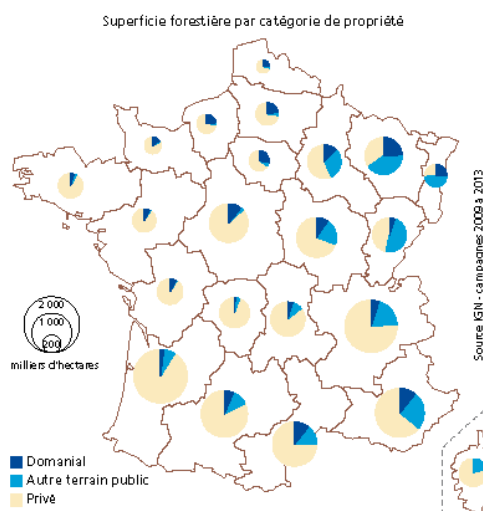 Superficie forestière par catégorie de propriété
Source IGN - campagnes 2009 à 2013
2 000
1 000
200
milliers d'hectares
Domanial
Autre terrain public
Privé